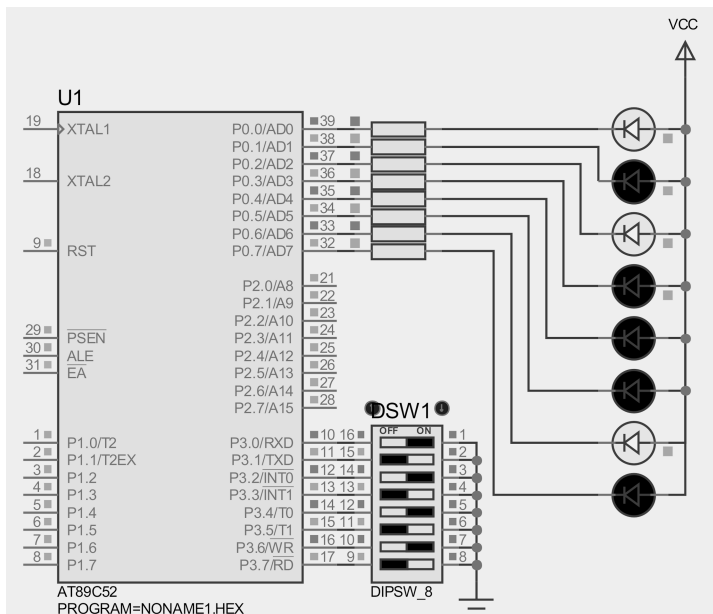 VCC
U1
19 XTAL1 P0.0/AD0 39
P0.1/AD1 38
P0.2/AD2 37
18 XTAL2 P0.3/AD3 36
P0.4/AD4 35
P0.5/AD5 34
P0.6/AD6 33
9 RST P0.7/AD7 32
P2.0/A8 21
P2.1/A9 22
P2.2/A10 23
29 PSEN P2.3/A11 24
30 ALE P2.4/A12 25
31 EA P2.5/A13 26
P2.6/A14 27
P2.7/A15 28
DSW1
OFF ON
1 P1.0/T2 P3.0/RXD 10 16 1
2 P1.1/T2EX P3.1/TXD 11 15 2
3 P1.2 P3.2/INT0 12 14 3
4 P1.3 P3.3/INT1 13 13 4
5 P1.4 P3.4/T0 14 12 5
6 P1.5 P3.5/T1 15 11 6
7 P1.6 P3.6/WR 16 10 7
8 P1.7 P3.7/RD 17 9 8
AT89C52 DIPSW_8
PROGRAM=NONAME1.HEX